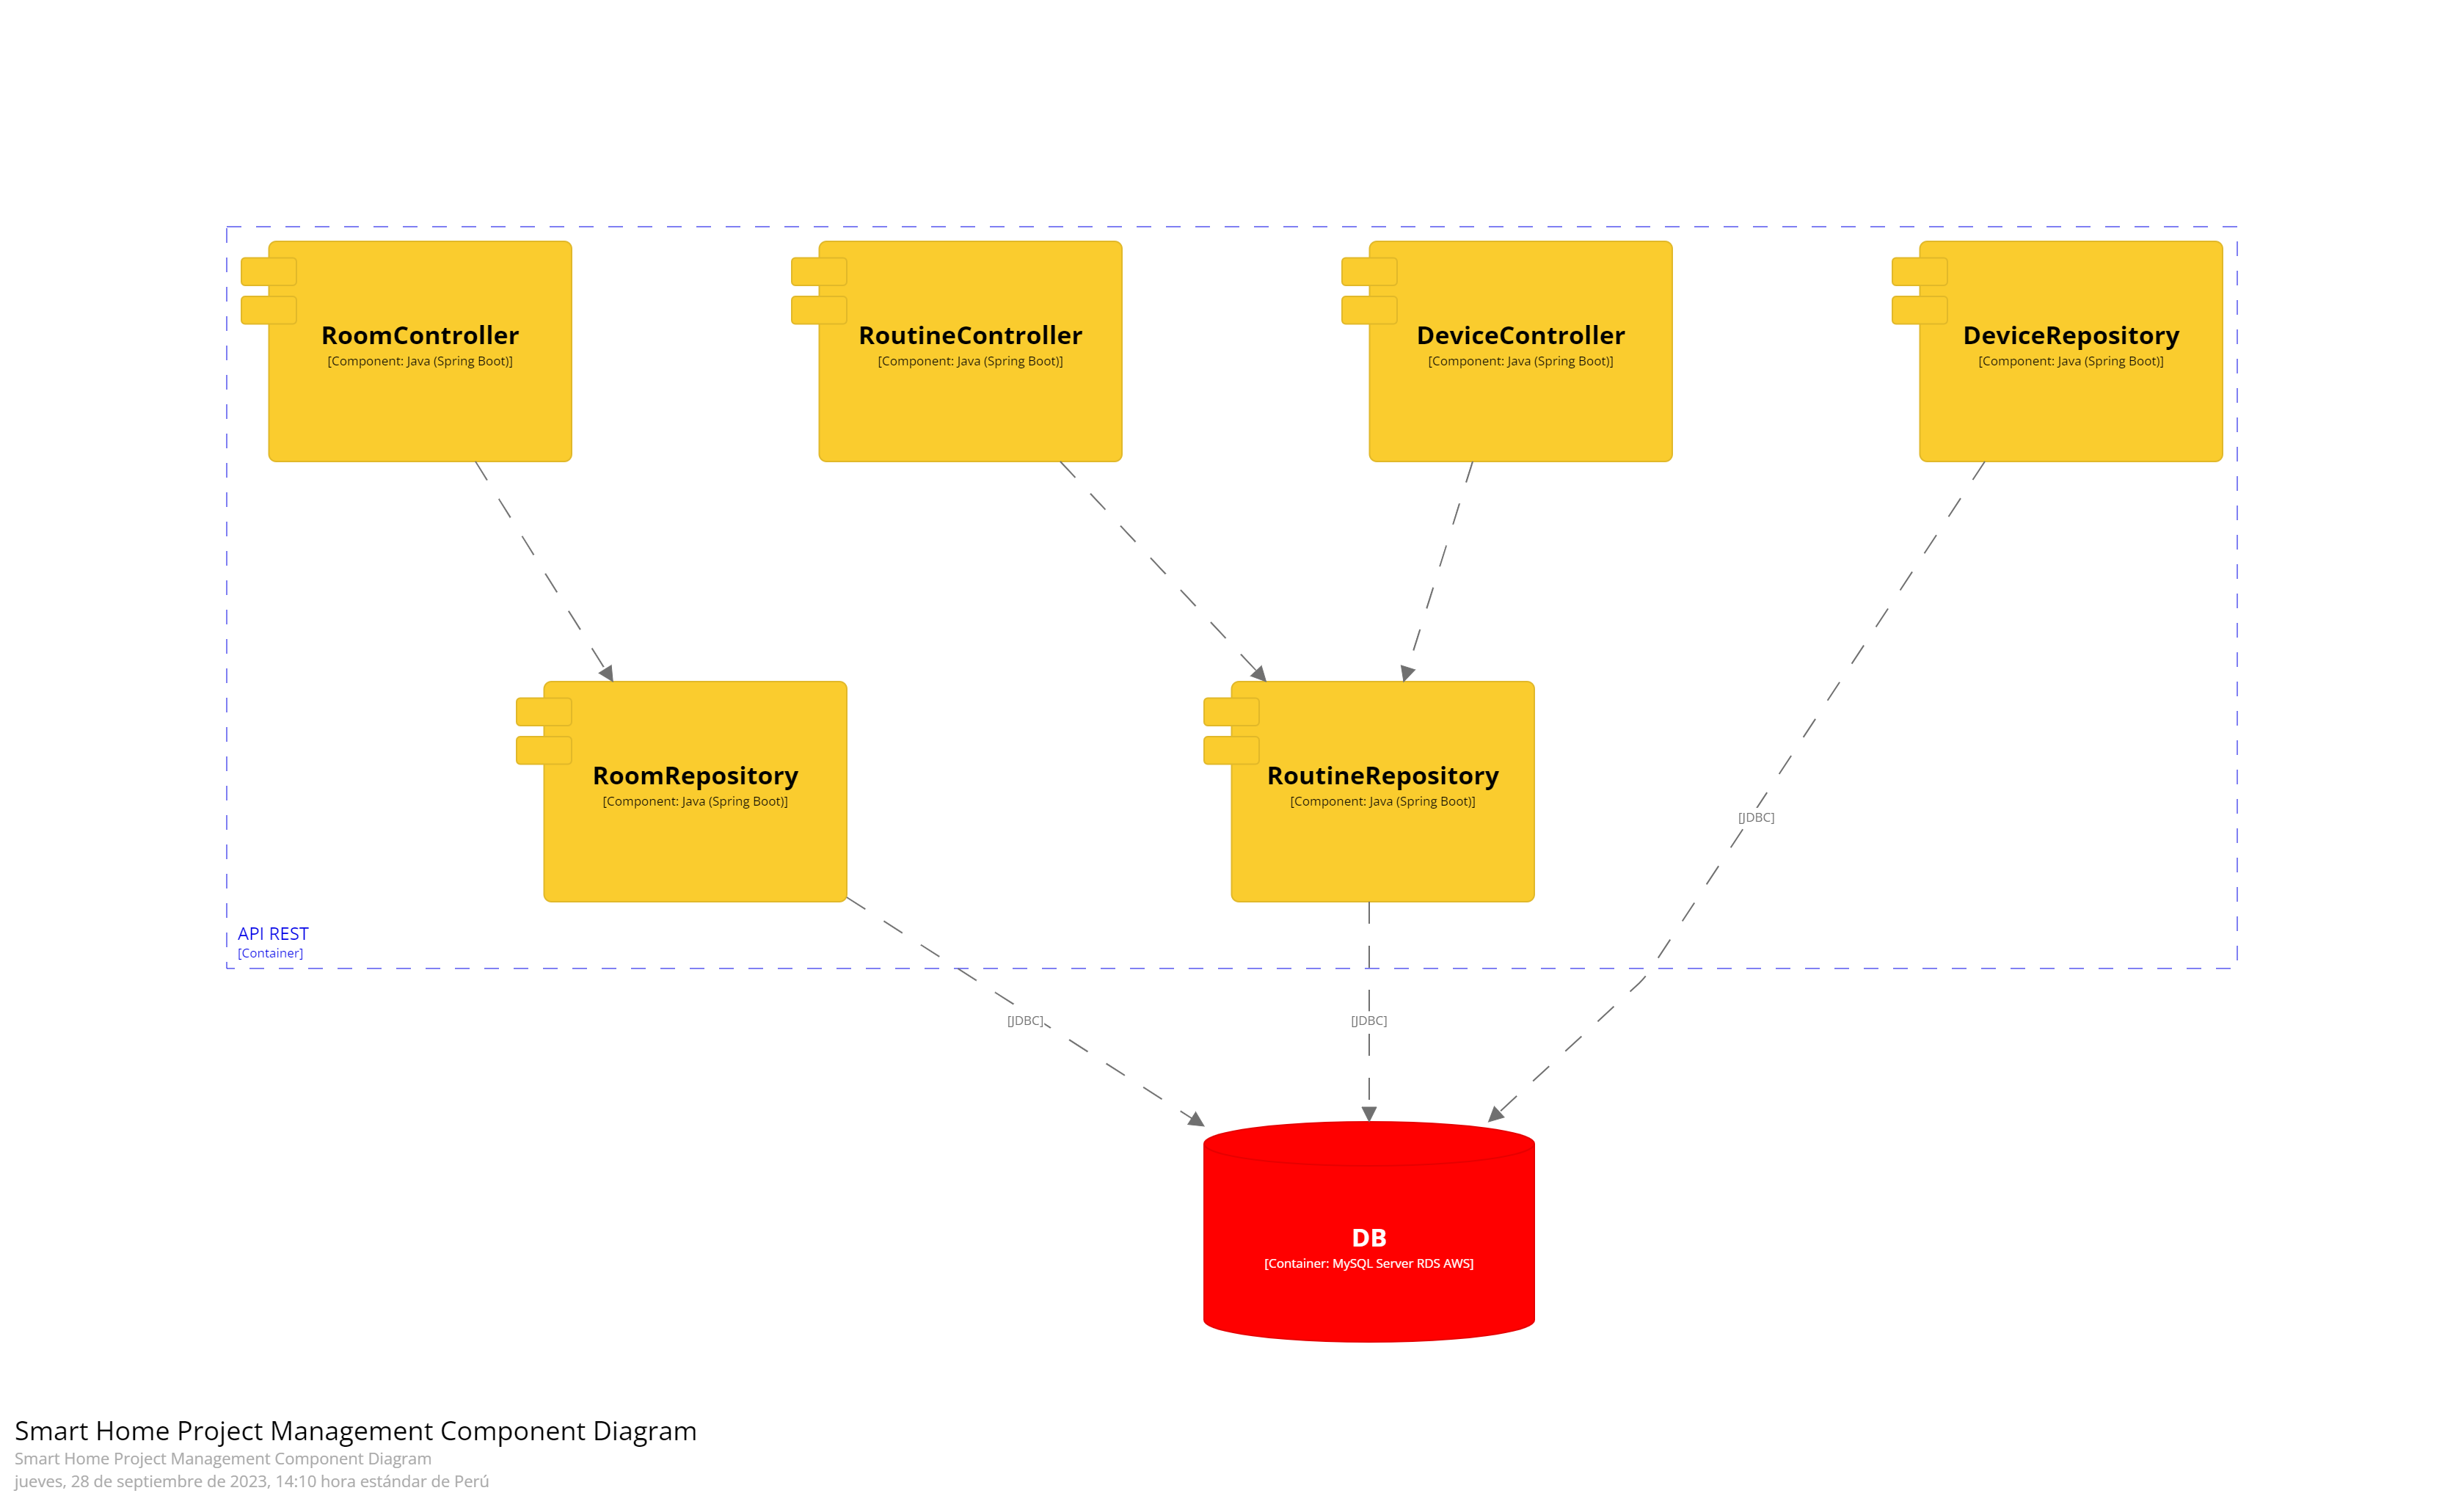 RoomController
[Component: Java (Spring Boot)]
RoutineController
[Component: Java (Spring Boot)]
DeviceController
[Component: Java (Spring Boot)]
DeviceRepository
[Component: Java (Spring Boot)]
RoomRepository
[Component: Java (Spring Boot)]
RoutineRepository
[Component: Java (Spring Boot)]
[JDBC]
API REST
[Container]
[JDBC]
[JDBC]
DB
[Container: MySQL Server RDS AWS]
Smart Home Project Management Component Diagram
Smart Home Project Management Component Diagram
jueves, 28 de septiembre de 2023, 14:10 hora estándar de Perú